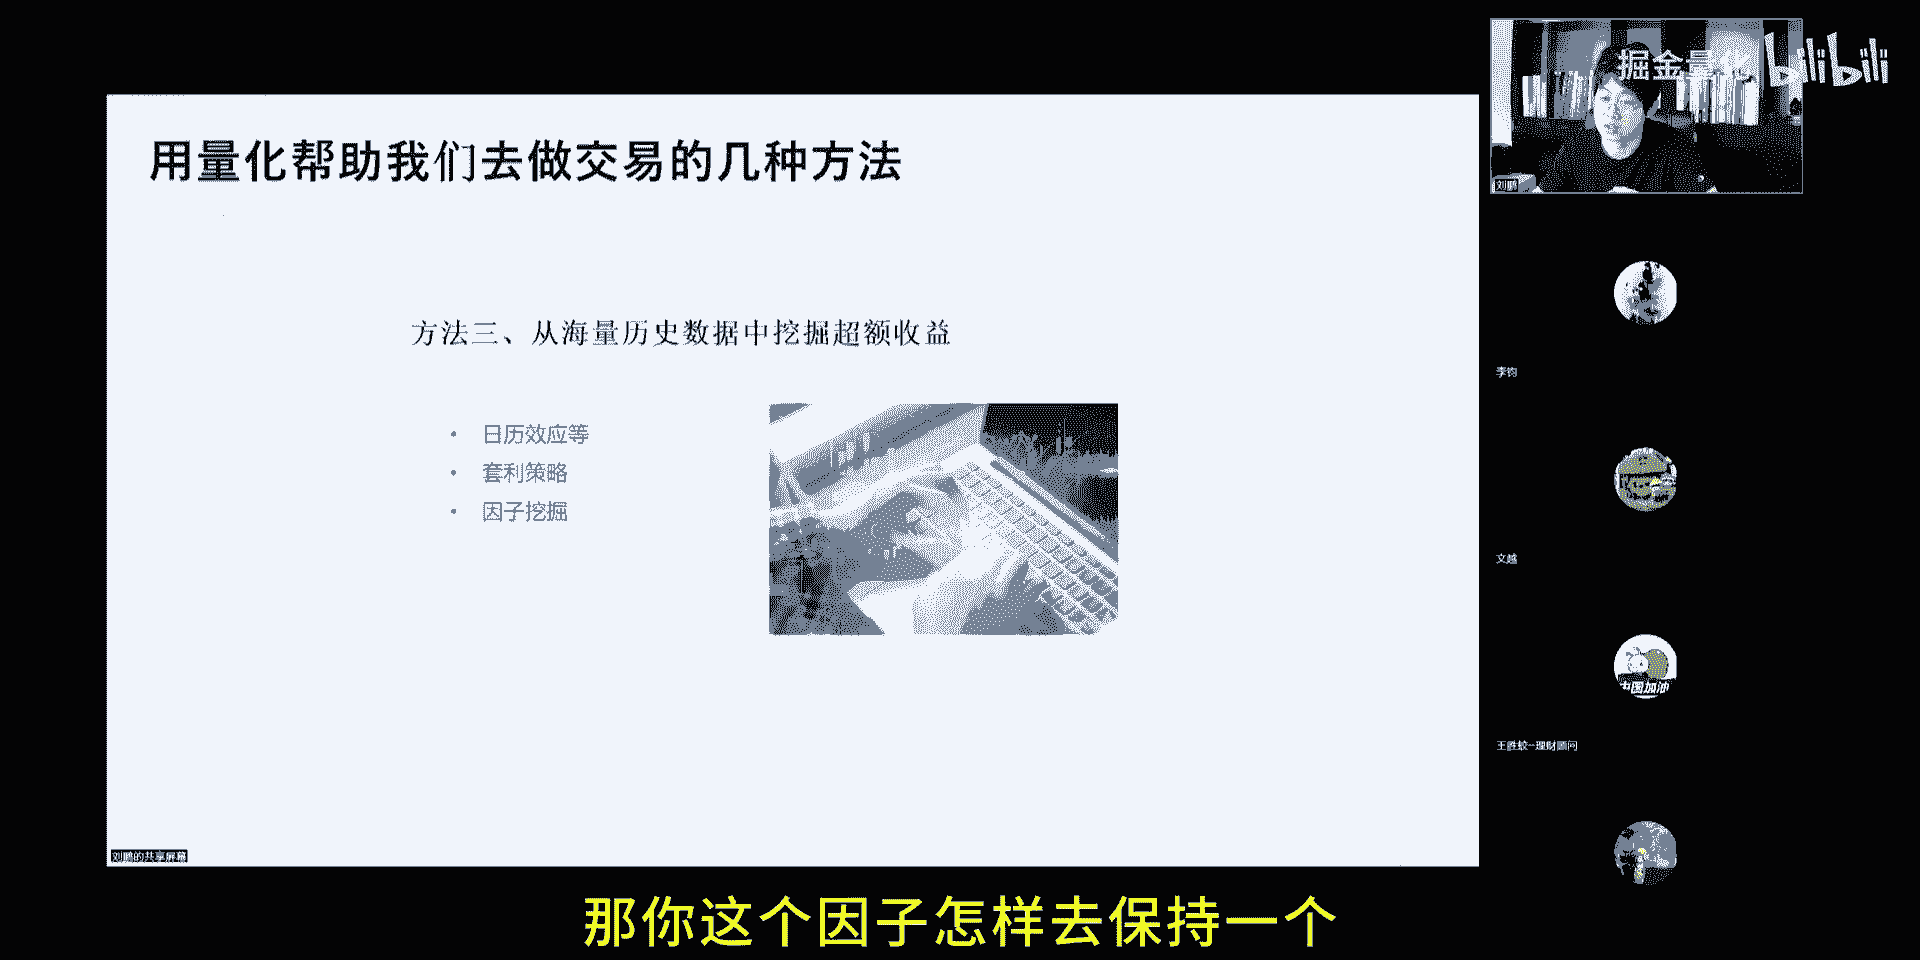 掘金量化 bilibili
刘鹏
用量化帮助我们去做交易的几种方法
方法三、从海量历史数据中挖掘超额收益
• 日历效应等
• 套利策略
• 因子挖掘
李钧
文越
中国加油
王胜蛟--理财顾问
刘鹏的共享屏幕
那你这个因子怎样去保持一个